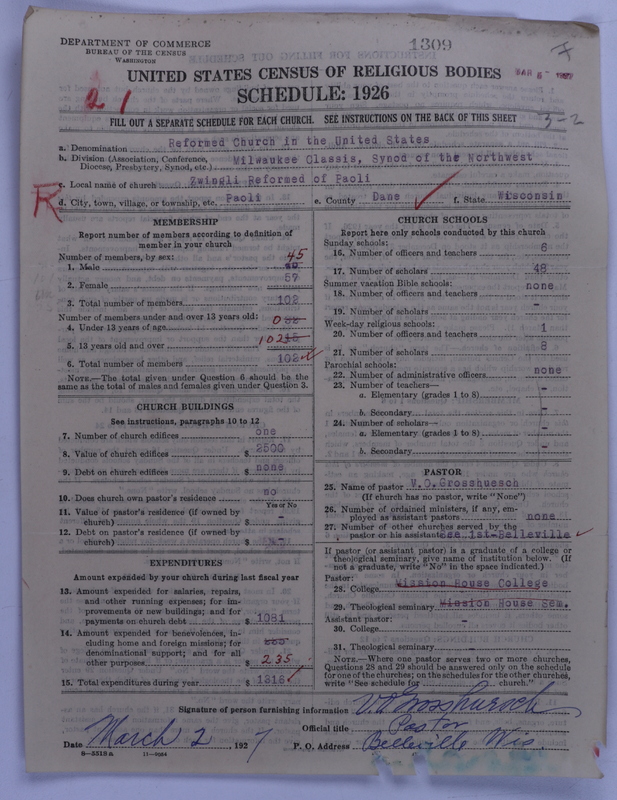 DEPARTMENT OF COMMERCE
BUREAU OF THE CENSUS
WASHINGTON
1309
UNITED STATES CENSUS OF RELIGIOUS BODIES
SCHEDULE: 1926
21
FILL OUT A SEPARATE SCHEDULE FOR EACH CHURCH. SEE INSTRUCTIONS ON THE BACK OF THIS SHEET
3-2
a. Denomination Reformed Church in the United States
b. Division (Association, Conference, Diocese, Presbytery, Synod, etc.) Milwaukee Classis, Synod of the Northwest
c. Local name of church Zwingli Reformed of Paoli
R
d. City, town, village, or township, etc. Paoli e. County Dane f. State Wisconsin
MEMBERSHIP
Report number of members according to definition of
member in your church
Number of members, by sex:
1. Male 45
2. Female 57
3. Total number of members 102
Number of members under and over 13 years old:
4. Under 13 years of age 0
5. 13 years old and over 102
6. Total number of members 102
NOTE.—The total given under Question 6 should be the
same as the total of males and females given under Question 3.
CHURCH BUILDINGS
See instructions, paragraphs 10 to 12
7. Number of church edifices one
8. Value of church edifices $ 2500
9. Debt on church edifices $ none
10. Does church own pastor's residence no
Yes or No
11. Value of pastor's residence (if owned by
church) $ -
12. Debt on pastor's residence (if owned by
church) $
EXPENDITURES
Amount expended by your church during last fiscal year
13. Amount expended for salaries, repairs,
and other running expenses; for im-
provements or new buildings; and for
payments on church debt $ 1081
14. Amount expended for benevolences, in-
cluding home and foreign missions; for
denominational support; and for all
other purposes $ 235
15. Total expenditures during year $ 1316
CHURCH SCHOOLS
Report here only schools conducted by this church
Sunday schools:
16. Number of officers and teachers 6
17. Number of scholars 48
Summer vacation Bible schools:
18. Number of officers and teachers none
19. Number of scholars -
Week-day religious schools:
20. Number of officers and teachers 1
21. Number of scholars 8
Parochial schools:
22. Number of administrative officers none
23. Number of teachers—
a. Elementary (grades 1 to 8) -
b. Secondary -
24. Number of scholars—
a. Elementary (grades 1 to 8) -
b. Secondary -
PASTOR
25. Name of pastor V.O.Grosshuesch
(If church has no pastor, write "None")
26. Number of ordained ministers, if any, em-
ployed as assistant pastors none
27. Number of other churches served by the
pastor or his assistant See 1st-Belleville
If pastor (or assistant pastor) is a graduate of a college or
theological seminary, give name of institution below. (If
not a graduate, write "No" in the space indicated.)
Pastor:
28. College Mission House College
29. Theological seminary Mission House Sem.
Assistant pastor:
30. College -
31. Theological seminary -
NOTE.—Where one pastor serves two or more churches,
Questions 28 and 29 should be answered only on the schedule
for one of the churches; on the schedules for the other churches,
write "See schedule for church."
Signature of person furnishing information V.O. Grosshuesch
Official title Pastor
Date March 2, 1927 P. O. Address Belleville Wis.
8—5513a 11—9084